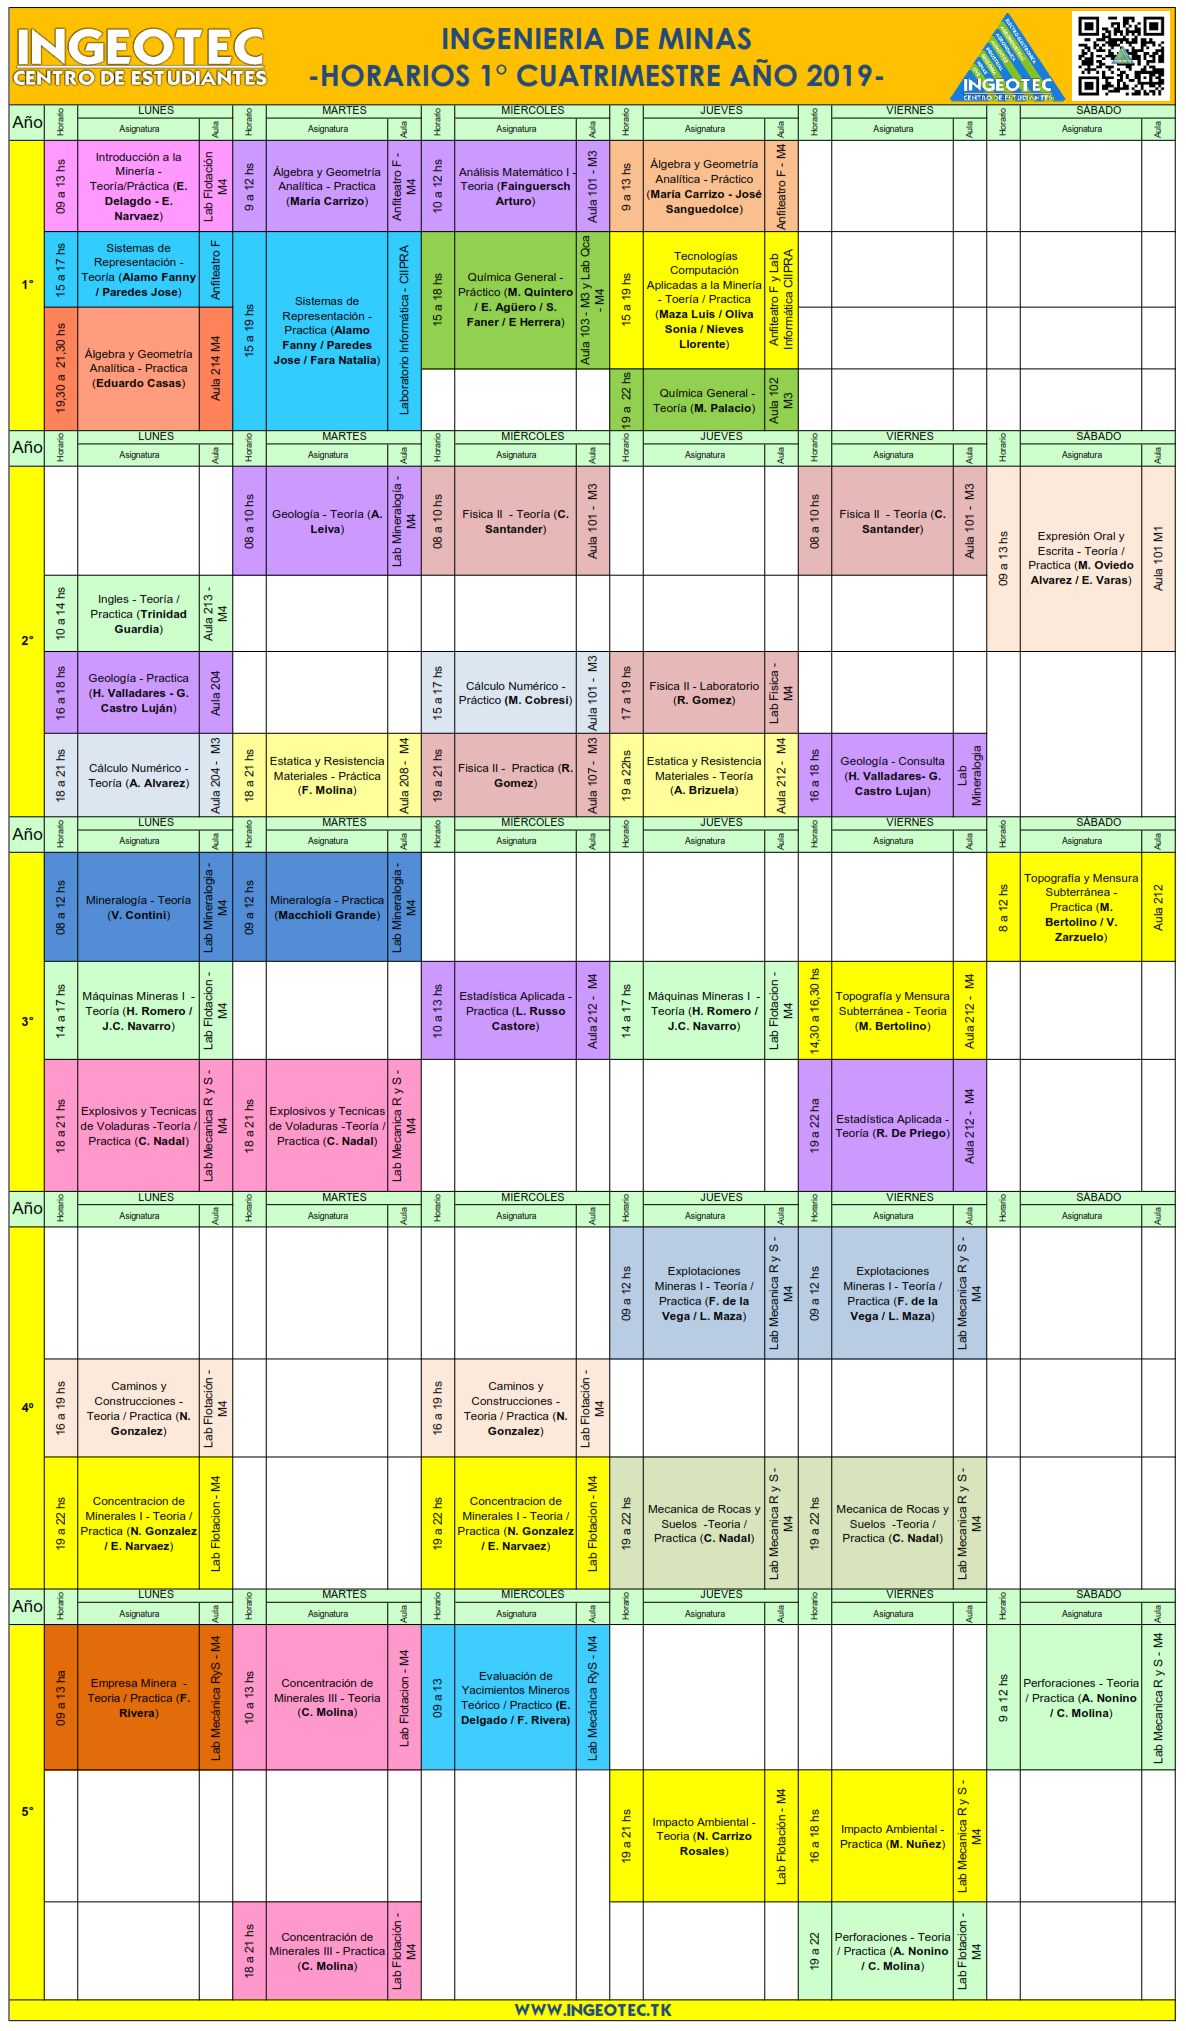 INGEOTEC
CENTRO DE ESTUDIANTES
INGENIERIA DE MINAS
-HORARIOS 1° CUATRIMESTRE AÑO 2019-
INGEOTEC
CENTRO DE ESTUDIANTES
Año
Horario
LUNES
Asignatura
Aula
Horario
MARTES
Asignatura
Aula
Horario
MIERCOLES
Asignatura
Aula
Horario
JUEVES
Asignatura
Aula
Horario
VIERNES
Asignatura
Aula
Horario
SÁBADO
Asignatura
Aula
1°
09 a 13 hs
Introducción a la
Minería -
Teoría/Práctica (E.
Delagdo - E.
Narvaez)
Lab Flotación
M4
9 a 12 hs
Álgebra y Geometría
Analítica - Practica
(María Carrizo)
Anfiteatro F -
M4
10 a 12 hs
Análisis Matemático I -
Teoria (Fainguersch
Arturo)
Aula 101 - M3
9 a 13 hs
Álgebra y Geometría
Analítica - Práctico
(María Carrizo - José
Sanguedolce)
Anfiteatro F - M4
15 a 17 hs
Sistemas de
Representación -
Teoría (Alamo Fanny
/ Paredes Jose)
Anfiteatro F
15 a 19 hs
Sistemas de
Representación -
Practica (Alamo
Fanny / Paredes
Jose / Fara Natalia)
Laboratorio Informática - CIIPRA
15 a 18 hs
Química General -
Práctico (M. Quintero
/ E. Agüero / S.
Faner / E Herrera)
Aula 103 - M3 y Lab Qca
- M4
15 a 19 hs
Tecnologías
Computación
Aplicadas a la Minería
- Toería / Practica
(Maza Luis / Oliva
Sonia / Nieves
Llorente)
Anfiteatro F y Lab
Informática CIIPRA
19,30 a 21,30 hs
Álgebra y Geometría
Analítica - Practica
(Eduardo Casas)
Aula 214 M4
19 a 22 hs
Química General -
Teoría (M. Palacio)
Aula 102
M3
Año
Horario
LUNES
Asignatura
Aula
Horario
MARTES
Asignatura
Aula
Horario
MIERCOLES
Asignatura
Aula
Horario
JUEVES
Asignatura
Aula
Horario
VIERNES
Asignatura
Aula
Horario
SÁBADO
Asignatura
Aula
2°
08 a 10 hs
Geología - Teoría (A.
Leiva)
Lab Mineralogía -
M4
08 a 10 hs
Fisica II - Teoría (C.
Santander)
Aula 101 - M3
08 a 10 hs
Fisica II - Teoría (C.
Santander)
Aula 101 - M3
09 a 13 hs
Expresión Oral y
Escrita - Teoría /
Practica (M. Oviedo
Alvarez / E. Varas)
Aula 101 M1
10 a 14 hs
Ingles - Teoría /
Practica (Trinidad
Guardia)
Aula 213 -
M4
16 a 18 hs
Geología - Practica
(H. Valladares - G.
Castro Luján)
Aula 204
15 a 17 hs
Cálculo Numérico -
Práctico (M. Cobresi)
Aula 101 - M3
17 a 19 hs
Fisica II - Laboratorio
(R. Gomez)
Lab Fisica -
M4
18 a 21 hs
Cálculo Numérico -
Teoría (A. Alvarez)
Aula 204 - M3
18 a 21 hs
Estatica y Resistencia
Materiales - Práctica
(F. Molina)
Aula 208 - M4
19 a 21 hs
Fisica II - Practica (R.
Gomez)
Aula 107 - M3
19 a 22hs
Estatica y Resistencia
Materiales - Teoría
(A. Brizuela)
Aula 212 - M4
16 a 18 hs
Geología - Consulta
(H. Valladares- G.
Castro Lujan)
Lab
Mineralogia
Año
Horario
LUNES
Asignatura
Aula
Horario
MARTES
Asignatura
Aula
Horario
MIERCOLES
Asignatura
Aula
Horario
JUEVES
Asignatura
Aula
Horario
VIERNES
Asignatura
Aula
Horario
SÁBADO
Asignatura
Aula
3°
08 a 12 hs
Mineralogía - Teoría
(V. Contini)
Lab Mineralogia -
M4
09 a 12 hs
Mineralogía - Practica
(Macchioli Grande)
Lab Mineralogia -
M4
8 a 12 hs
Topografía y Mensura
Subterránea -
Practica (M.
Bertolino / V.
Zarzuelo)
Aula 212
14 a 17 hs
Máquinas Mineras I -
Teoría (H. Romero /
J.C. Navarro)
Lab Flotacion -
M4
10 a 13 hs
Estadística Aplicada -
Practica (L. Russo
Castore)
Aula 212 - M4
14 a 17 hs
Máquinas Mineras I -
Teoría (H. Romero /
J.C. Navarro)
Lab Flotacion -
M4
14,30 a 16,30 hs
Topografía y Mensura
Subterránea - Teoria
(M. Bertolino)
Aula 212 - M4
18 a 21 hs
Explosivos y Tecnicas
de Voladuras -Teoría /
Practica (C. Nadal)
Lab Mecanica R y S -
M4
18 a 21 hs
Explosivos y Tecnicas
de Voladuras -Teoría /
Practica (C. Nadal)
Lab Mecanica R y S -
M4
19 a 22 ha
Estadística Aplicada -
Teoría (R. De Priego)
Aula 212 - M4
Año
Horario
LUNES
Asignatura
Aula
Horario
MARTES
Asignatura
Aula
Horario
MIERCOLES
Asignatura
Aula
Horario
JUEVES
Asignatura
Aula
Horario
VIERNES
Asignatura
Aula
Horario
SÁBADO
Asignatura
Aula
4º
09 a 12 hs
Explotaciones
Mineras I - Teoría /
Practica (F. de la
Vega / L. Maza)
Lab Mecanica R y S -
M4
09 a 12 hs
Explotaciones
Mineras I - Teoría /
Practica (F. de la
Vega / L. Maza)
Lab Mecanica R y S -
M4
16 a 19 hs
Caminos y
Construcciones -
Teoria / Practica (N.
Gonzalez)
Lab Flotación -
M4
16 a 19 hs
Caminos y
Construcciones -
Teoria / Practica (N.
Gonzalez)
Lab Flotación -
M4
19 a 22 hs
Concentracion de
Minerales I - Teoria /
Practica (N. Gonzalez
/ E. Narvaez)
Lab Flotacion - M4
19 a 22 hs
Concentracion de
Minerales I - Teoria /
Practica (N. Gonzalez
/ E. Narvaez)
Lab Flotacion - M4
19 a 22 hs
Mecanica de Rocas y
Suelos -Teoria /
Practica (C. Nadal)
Lab Mecanica R y S -
M4
19 a 22 hs
Mecanica de Rocas y
Suelos -Teoria /
Practica (C. Nadal)
Lab Mecanica R y S -
M4
Año
Horario
LUNES
Asignatura
Aula
Horario
MARTES
Asignatura
Aula
Horario
MIERCOLES
Asignatura
Aula
Horario
JUEVES
Asignatura
Aula
Horario
VIERNES
Asignatura
Aula
Horario
SÁBADO
Asignatura
Aula
5°
09 a 13 ha
Empresa Minera -
Teoria / Practica (F.
Rivera)
Lab Mecánica RyS - M4
10 a 13 hs
Concentración de
Minerales III - Teoria
(C. Molina)
Lab Flotacion - M4
09 a 13
Evaluación de
Yacimientos Mineros
Teórico / Practico (E.
Delgado / F. Rivera)
Lab Mecánica RyS - M4
9 a 12 hs
Perforaciones - Teoria
/ Practica (A. Nonino
/ C. Molina)
Lab Mecanica R y S - M4
19 a 21 hs
Impacto Ambiental -
Teoria (N. Carrizo
Rosales)
Lab Flotación - M4
16 a 18 hs
Impacto Ambiental -
Practica (M. Nuñez)
Lab Mecanica R y S -
M4
18 a 21 hs
Concentración de
Minerales III - Practica
(C. Molina)
Lab Flotación -
M4
19 a 22
Perforaciones - Teoria
/ Practica (A. Nonino
/ C. Molina)
Lab Flotacion -
M4
WWW.INGEOTEC.TK